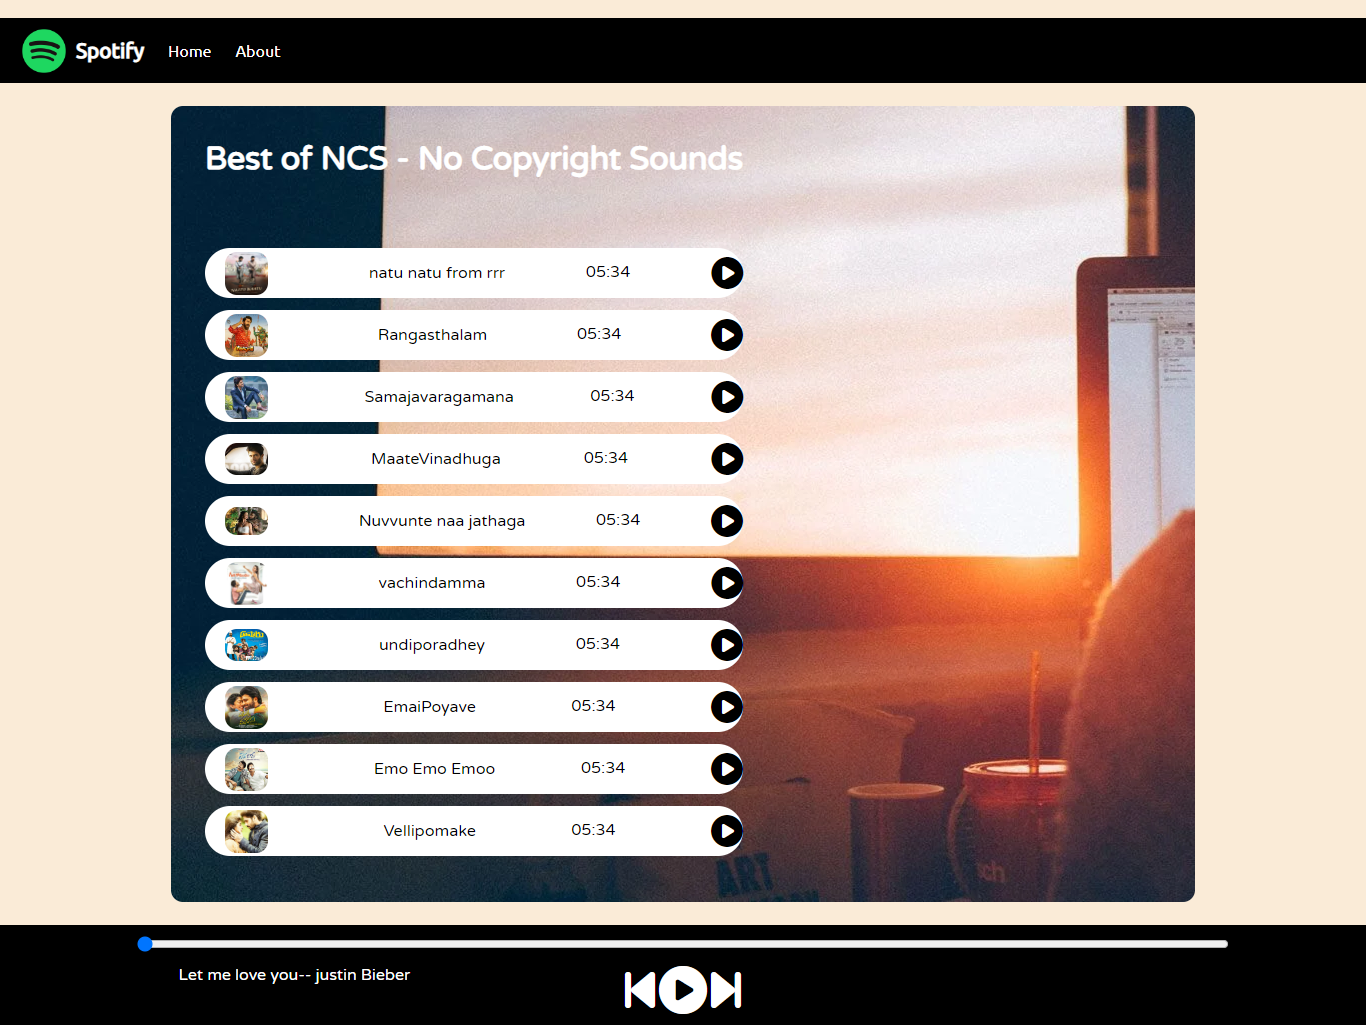 Spotify Home About
Best of NCS - No Copyright Sounds
natu natu from rrr 05:34
Rangasthalam 05:34
Samajavaragamana 05:34
MaateVinadhuga 05:34
Nuvvunte naa jathaga 05:34
vachindamma 05:34
undiporadhey 05:34
EmaiPoyave 05:34
Emo Emo Emoo 05:34
Vellipomake 05:34
ART
Let me love you-- justin Bieber